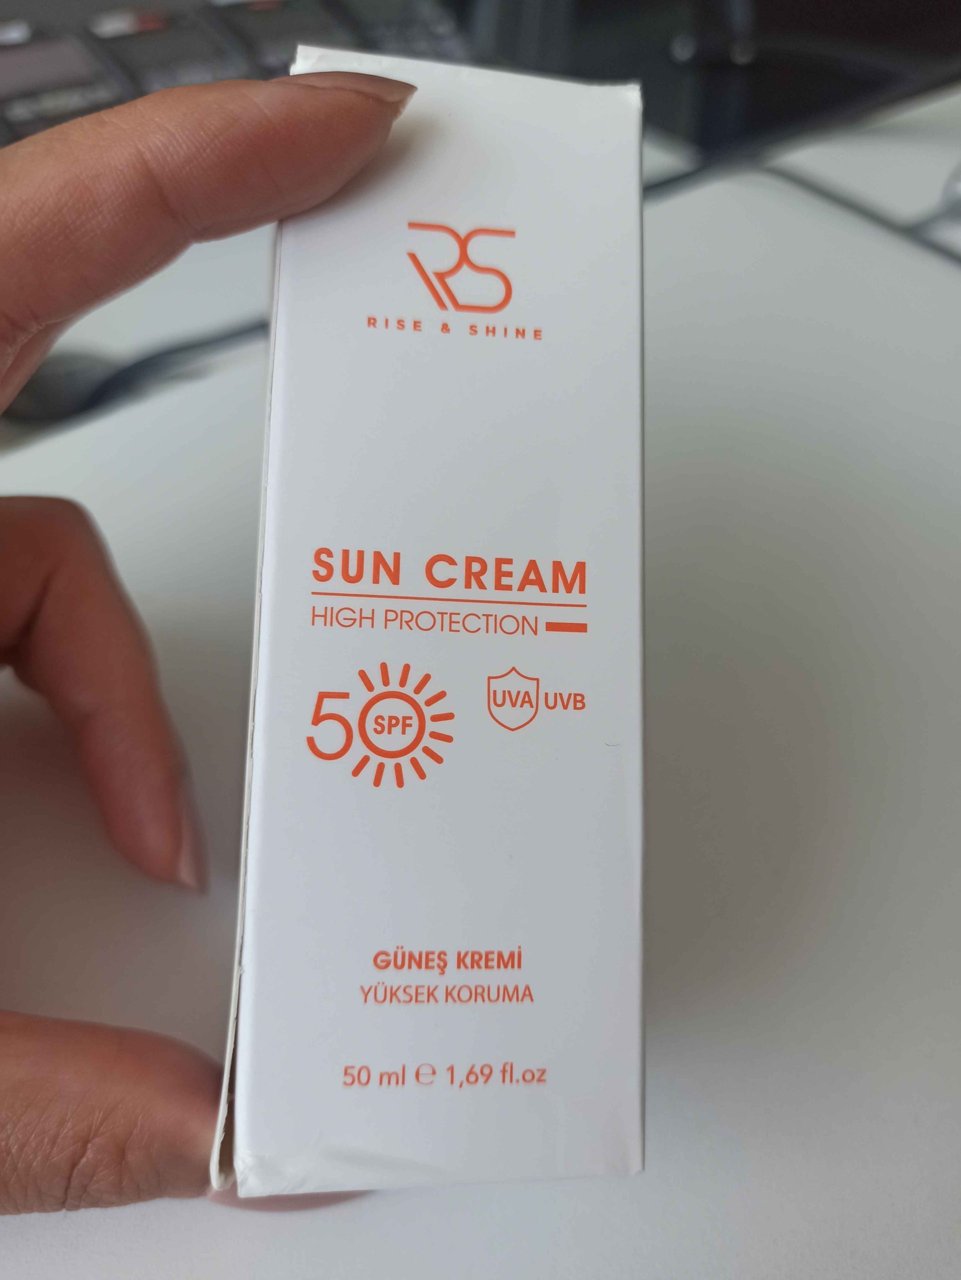 RS
RISE & SHINE
SUN CREAM
HIGH PROTECTION
50 SPF
UVA UVB
GÜNEŞ KREMİ
YÜKSEK KORUMA
50 ml ℮ 1,69 fl.oz